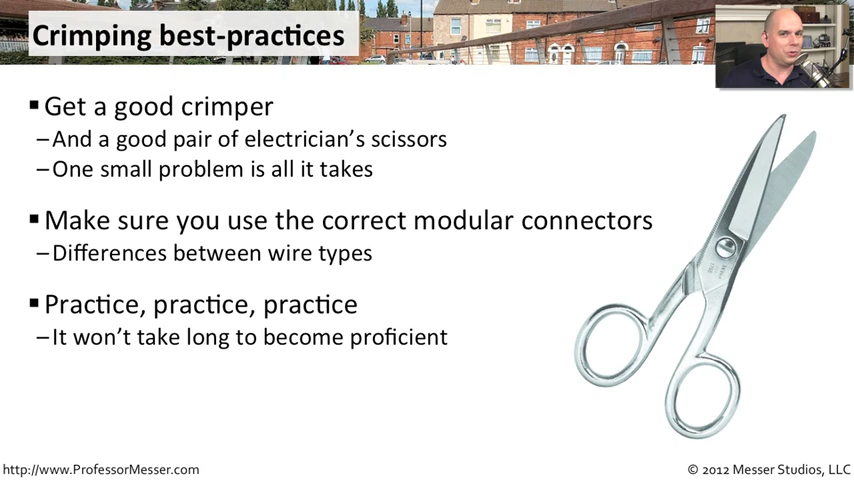 Crimping best-practices
▪ Get a good crimper
– And a good pair of electrician's scissors
– One small problem is all it takes
▪ Make sure you use the correct modular connectors
– Differences between wire types
▪ Practice, practice, practice
– It won't take long to become proficient
http://www.ProfessorMesser.com
© 2012 Messer Studios, LLC